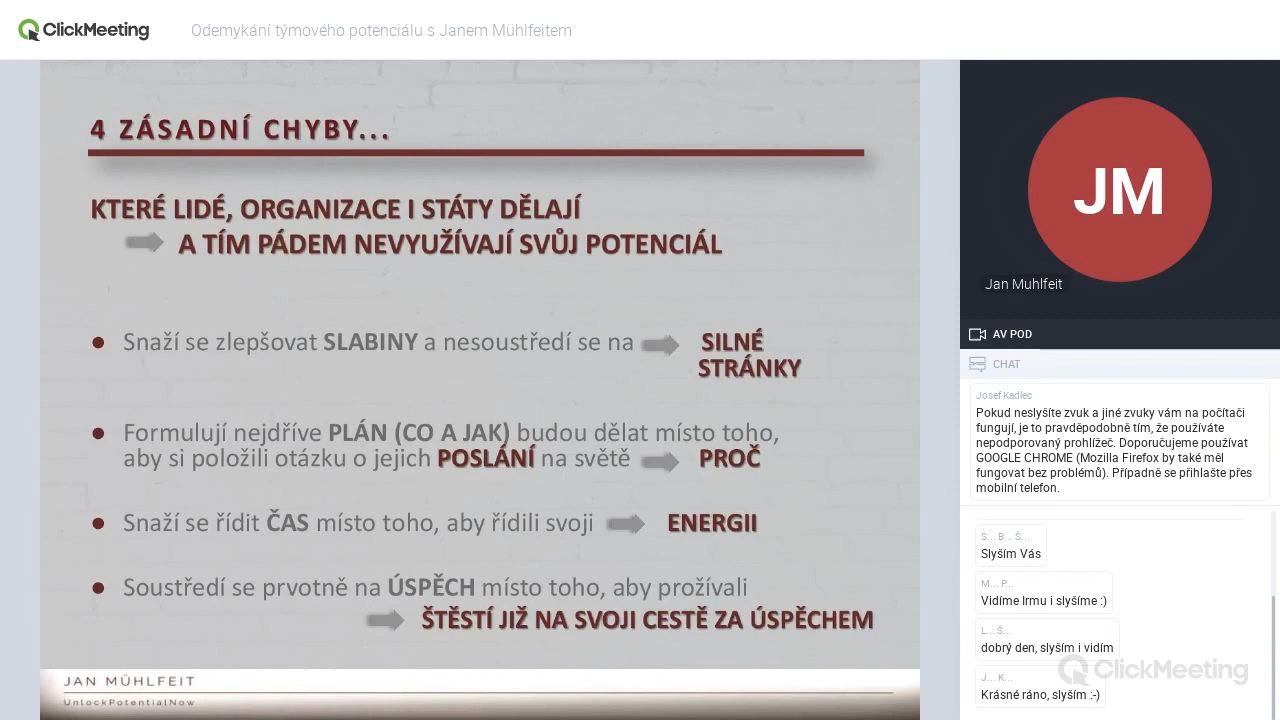 ClickMeeting
Odemykání týmového potenciálu s Janem Mühlfeitem
4 ZÁSADNÍ CHYBY...
KTERÉ LIDÉ, ORGANIZACE I STÁTY DĚLAJÍ
A TÍM PÁDEM NEVYUŽÍVAJÍ SVŮJ POTENCIÁL
● Snaží se zlepšovat SLABINY a nesoustředí se na SILNÉ
STRÁNKY
● Formulují nejdříve PLÁN (CO A JAK) budou dělat místo toho,
aby si položili otázku o jejich POSLÁNÍ na světě PROČ
● Snaží se řídit ČAS místo toho, aby řídili svoji ENERGII
● Soustředí se prvotně na ÚSPĚCH místo toho, aby prožívali
ŠTĚSTÍ JIŽ NA SVOJI CESTĚ ZA ÚSPĚCHEM
JAN MÜHLFEIT
UnlockPotentialNow
JM
Jan Muhlfeit
AV POD
CHAT
Josef Kadlec
Pokud neslyšíte zvuk a jiné zvuky vám na počítači
fungují, je to pravděpodobně tím, že používáte
nepodporovaný prohlížeč. Doporučujeme používat
GOOGLE CHROME (Mozilla Firefox by také měl
fungovat bez problémů). Případně se přihlašte přes
mobilní telefon.
S... B... Š...
Slyším Vás
M... P...
Vidíme Irmu i slyšíme :)
L... Š...
dobrý den, slyším i vidím
J... K...
Krásné ráno, slyším :-)
ClickMeeting